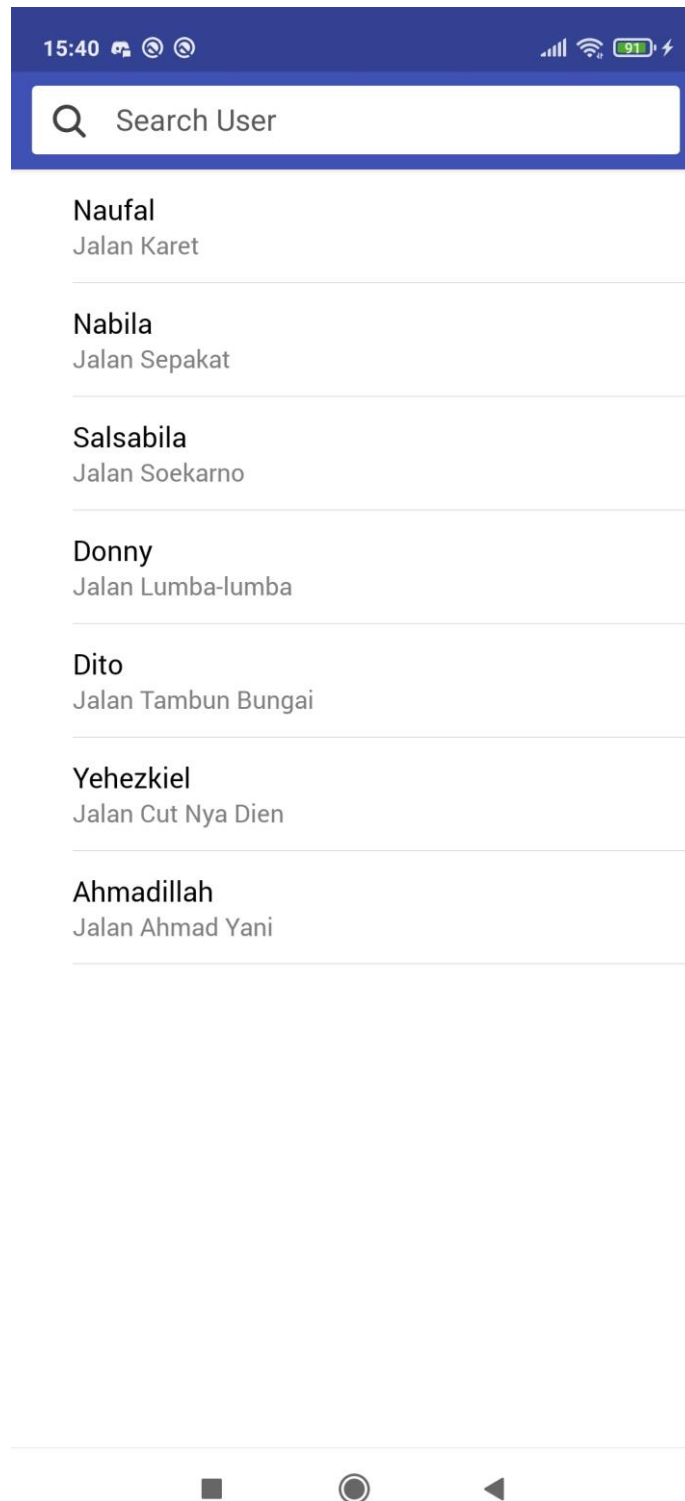 15:40
91
Search User
Naufal
Jalan Karet
Nabila
Jalan Sepakat
Salsabila
Jalan Soekarno
Donny
Jalan Lumba-lumba
Dito
Jalan Tambun Bungai
Yehezkiel
Jalan Cut Nya Dien
Ahmadillah
Jalan Ahmad Yani